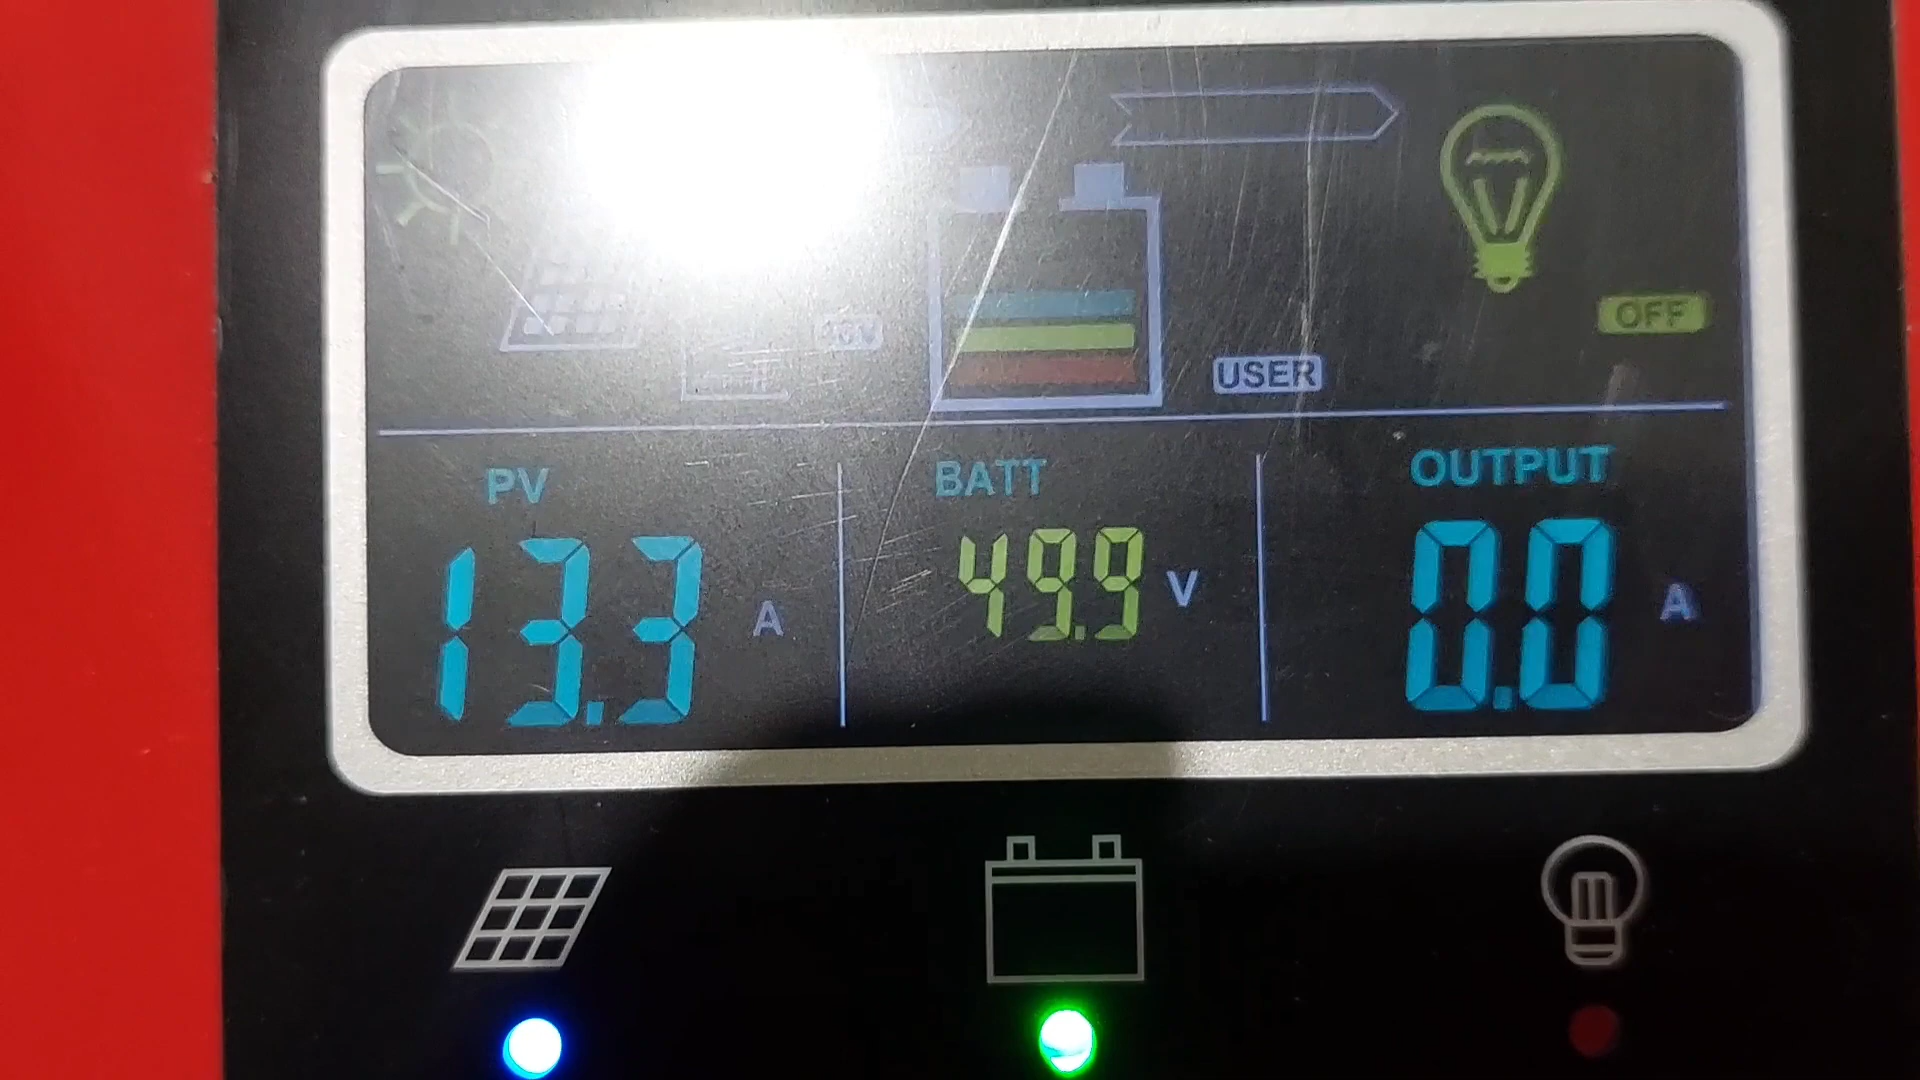 OFF
USER
PV
BATT
OUTPUT
13.3 A
49.9 V
0.0 A